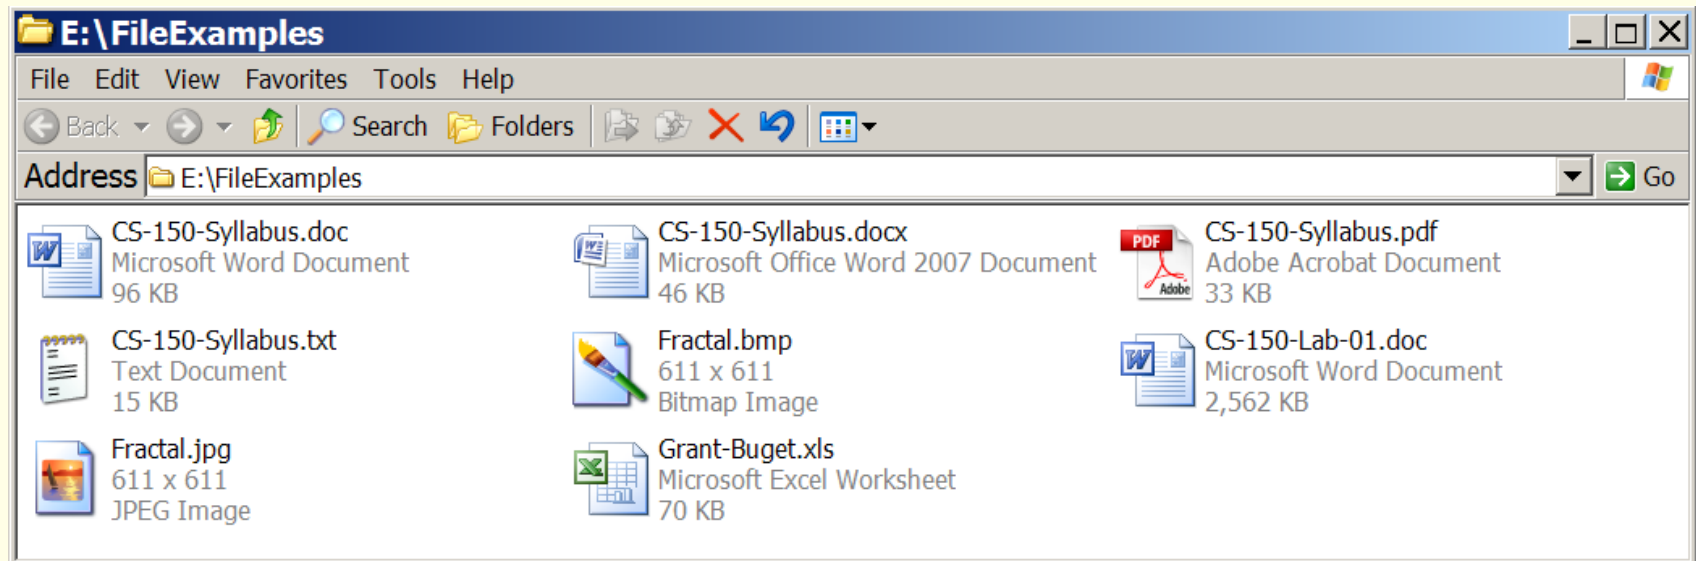 E:\FileExamples
File Edit View Favorites Tools Help
Back Search Folders
Address E:\FileExamples Go
CS-150-Syllabus.doc
Microsoft Word Document
96 KB
CS-150-Syllabus.docx
Microsoft Office Word 2007 Document
46 KB
PDF
Adobe
CS-150-Syllabus.pdf
Adobe Acrobat Document
33 KB
CS-150-Syllabus.txt
Text Document
15 KB
Fractal.bmp
611 x 611
Bitmap Image
CS-150-Lab-01.doc
Microsoft Word Document
2,562 KB
Fractal.jpg
611 x 611
JPEG Image
Grant-Buget.xls
Microsoft Excel Worksheet
70 KB